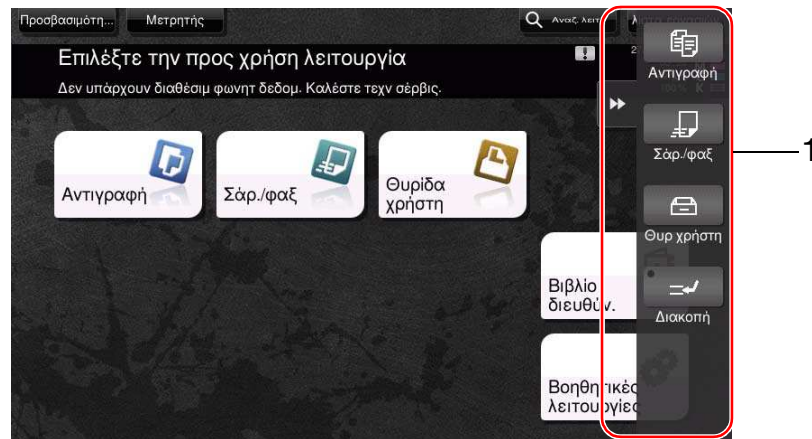 Προσβασιμότη... Μετρητής Αναζ. λειτ
Επιλέξτε την προς χρήση λειτουργία
Δεν υπάρχουν διαθέσιμ φωνητ δεδομ. Καλέστε τεχν σέρβις.
Αντιγραφή
Σάρ./φαξ
Θυρίδα
χρήστη
Βιβλίο
διευθύν.
Βοηθητικές
λειτουργίες
Αντιγραφή
Σάρ./φαξ
Θυρ χρήστη
Διακοπή
1